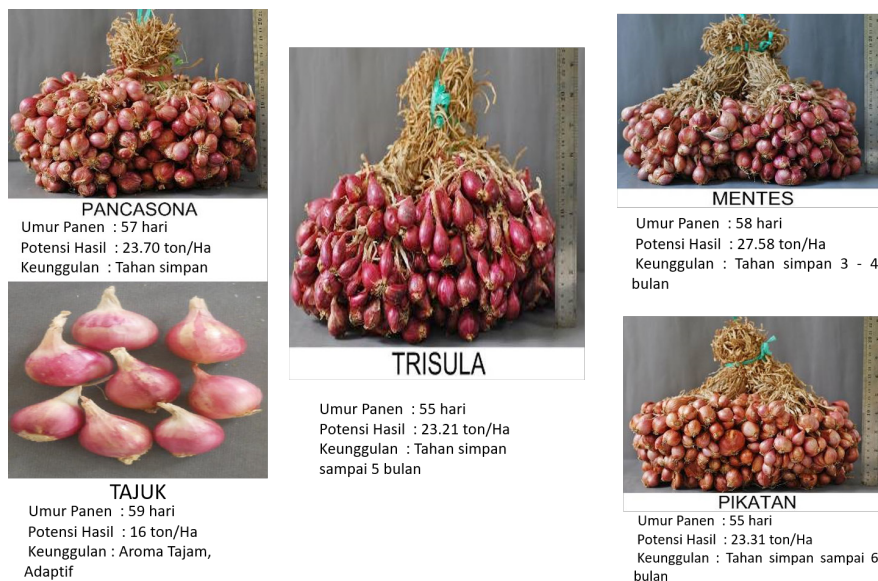 PANCASONA
Umur Panen : 57 hari
Potensi Hasil : 23.70 ton/Ha
Keunggulan : Tahan simpan
TAJUK
Umur Panen : 59 hari
Potensi Hasil : 16 ton/Ha
Keunggulan : Aroma Tajam,
Adaptif
TRISULA
Umur Panen : 55 hari
Potensi Hasil : 23.21 ton/Ha
Keunggulan : Tahan simpan
sampai 5 bulan
MENTES
Umur Panen : 58 hari
Potensi Hasil : 27.58 ton/Ha
Keunggulan : Tahan simpan 3 - 4
bulan
PIKATAN
Umur Panen : 55 hari
Potensi Hasil : 23.31 ton/Ha
Keunggulan : Tahan simpan sampai 6
bulan